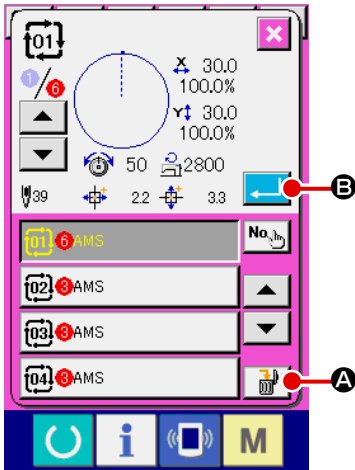 01
X 30.0
1/6 100.0%
Y 30.0
100.0%
50 2800
39 2.2 3.3
B
01 6 AMS
No.
02 3 AMS
03 3 AMS
04 3 AMS
A
i M